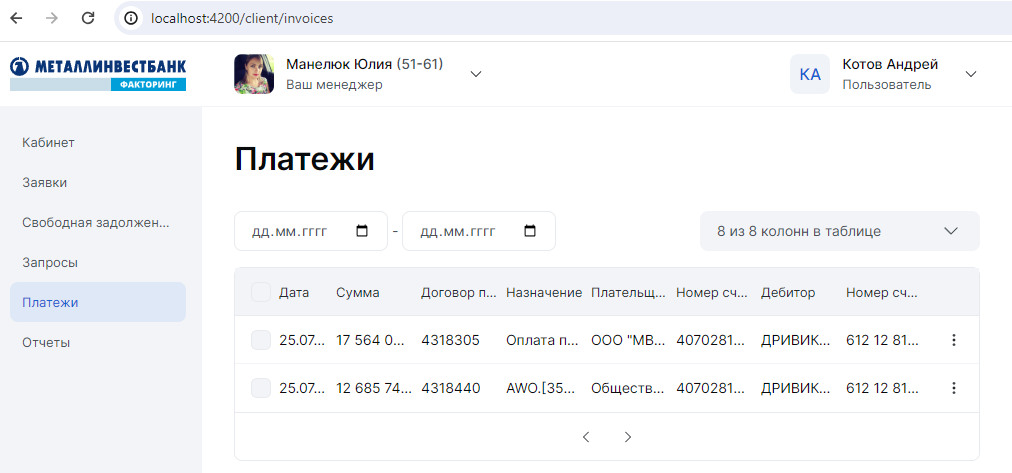 localhost:4200/client/invoices
МЕТАЛЛИНВЕСТБАНК
ФАКТОРИНГ
Манелюк Юлия (51-61)
Ваш менеджер
КА
Котов Андрей
Пользователь
Кабинет
Заявки
Свободная задолжен...
Запросы
Платежи
Отчеты
Платежи
дд.мм.гггг - дд.мм.гггг
8 из 8 колонн в таблице
Дата Сумма Договор п... Назначение Плательщ... Номер сч... Дебитор Номер сч...
25.07... 17 564 0... 4318305 Оплата п... ООО "МВ... 4070281... ДРИВИК... 612 12 81...
25.07... 12 685 74... 4318440 AWO.[35... Обществ... 4070281... ДРИВИК... 612 12 81...